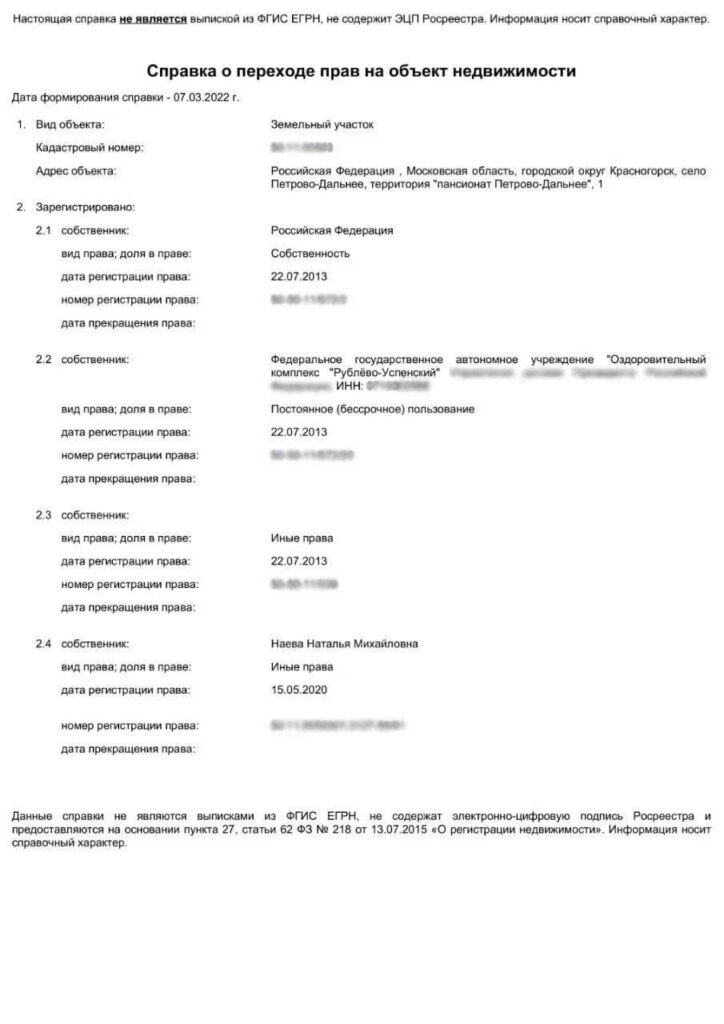 Настоящая справка не является выпиской из ФГИС ЕГРН, не содержит ЭЦП Росреестра. Информация носит справочный характер.
Справка о переходе прав на объект недвижимости
Дата формирования справки - 07.03.2022 г.
1. Вид объекта: Земельный участок
Кадастровый номер:
Адрес объекта: Российская Федерация , Московская область, городской округ Красногорск, село
Петрово-Дальнее, территория "пансионат Петрово-Дальнее", 1
2. Зарегистрировано:
2.1 собственник: Российская Федерация
вид права; доля в праве: Собственность
дата регистрации права: 22.07.2013
номер регистрации права:
дата прекращения права:
2.2 собственник: Федеральное государственное автономное учреждение "Оздоровительный
комплекс "Рублёво-Успенский"
ИНН:
вид права; доля в праве: Постоянное (бессрочное) пользование
дата регистрации права: 22.07.2013
номер регистрации права:
дата прекращения права:
2.3 собственник:
вид права; доля в праве: Иные права
дата регистрации права: 22.07.2013
номер регистрации права:
дата прекращения права:
2.4 собственник: Наева Наталья Михайловна
вид права; доля в праве: Иные права
дата регистрации права: 15.05.2020
номер регистрации права:
дата прекращения права:
Данные справки не являются выписками из ФГИС ЕГРН, не содержат электронно-цифровую подпись Росреестра и
предоставляются на основании пункта 27, статьи 62 ФЗ № 218 от 13.07.2015 «О регистрации недвижимости». Информация носит
справочный характер.